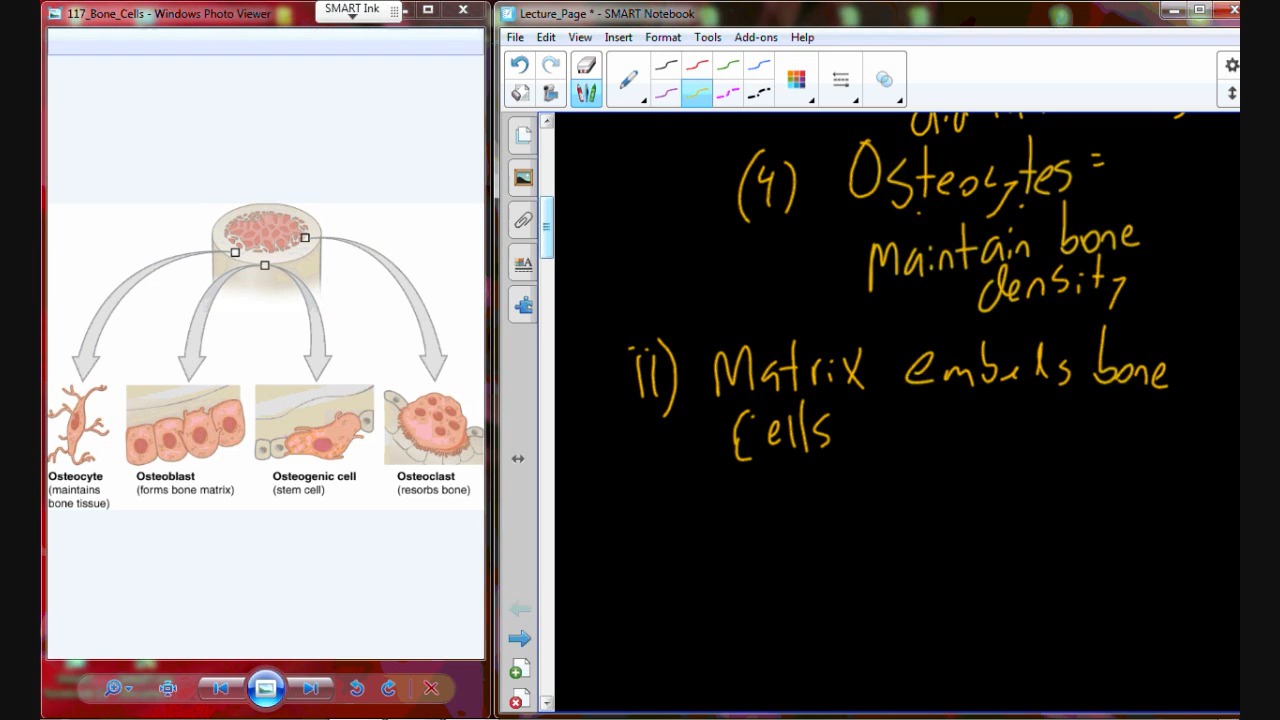 117_Bone_Cells - Windows Photo Viewer
SMART Ink
Osteocyte
(maintains
bone tissue)
Osteoblast
(forms bone matrix)
Osteogenic cell
(stem cell)
Osteoclast
(resorbs bone)
Lecture_Page * - SMART Notebook
File Edit View Insert Format Tools Add-ons Help
(4) Osteocytes =
maintain bone
density
ii) Matrix embeds bone
cells